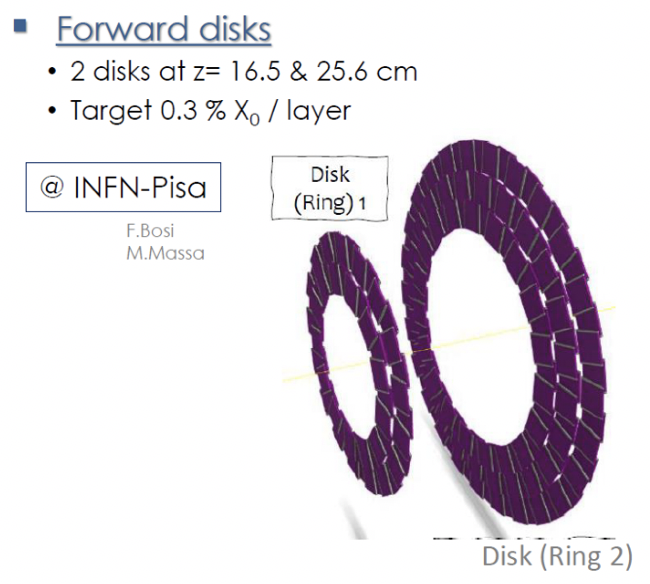 Forward disks
• 2 disks at z= 16.5 & 25.6 cm
• Target 0.3 % X₀ / layer
@ INFN-Pisa
F.Bosi
M.Massa
Disk
(Ring) 1
Disk (Ring 2)